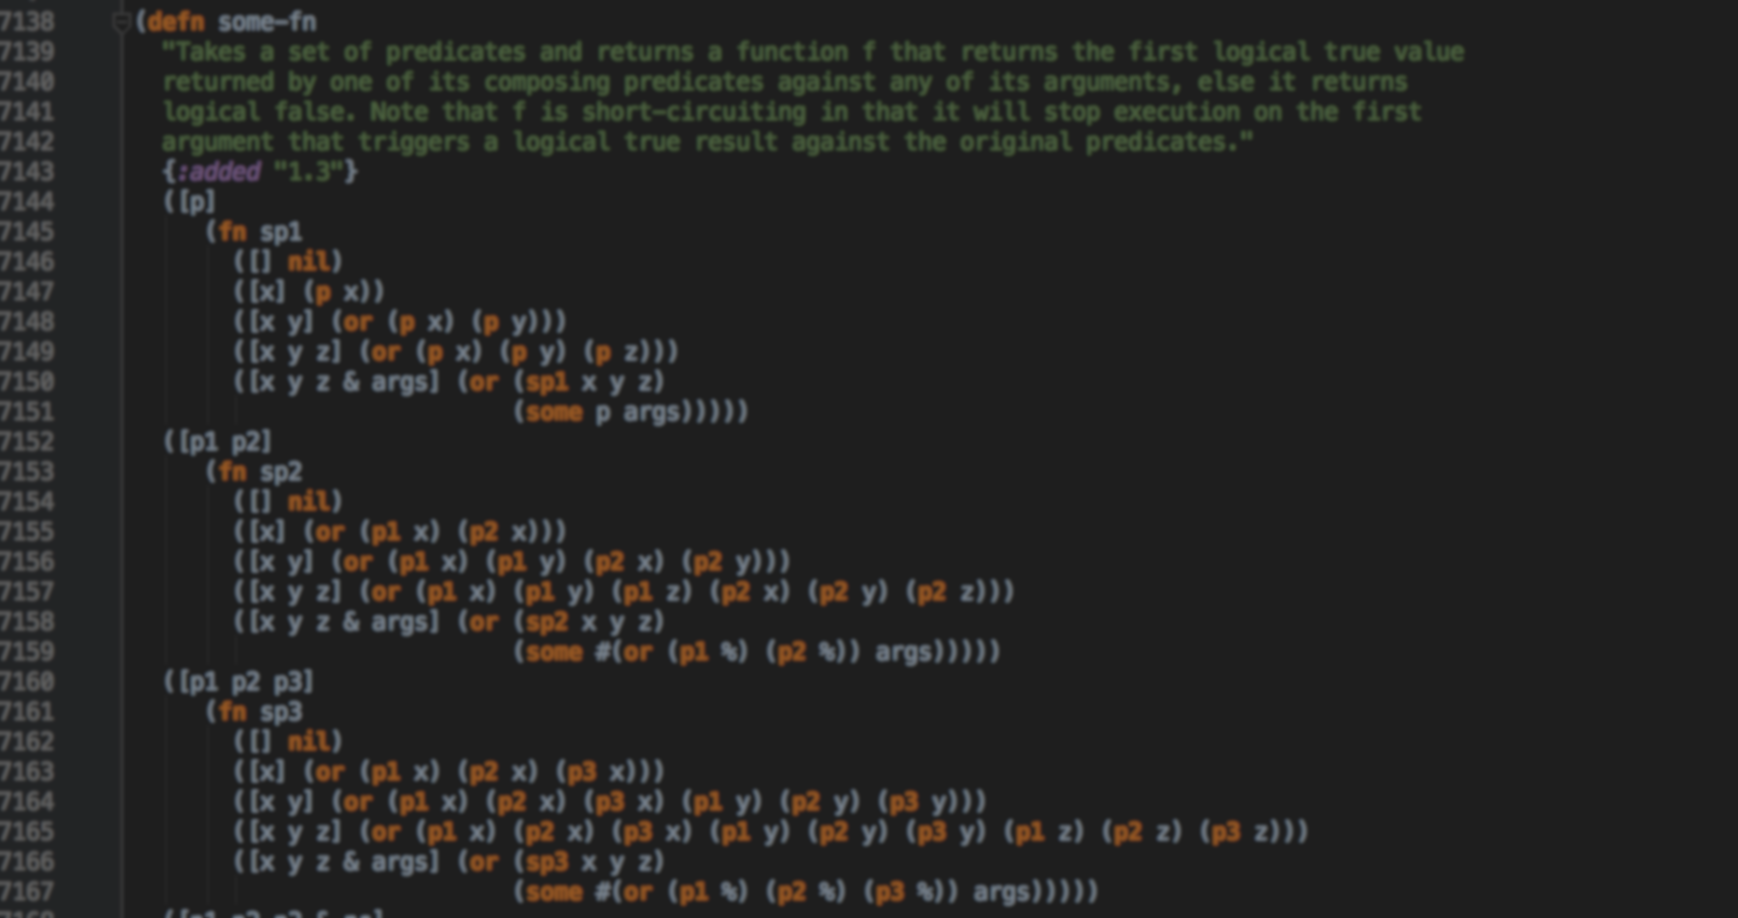 7138 (defn some-fn
7139 "Takes a set of predicates and returns a function f that returns the first logical true value
7140 returned by one of its composing predicates against any of its arguments, else it returns
7141 logical false. Note that f is short-circuiting in that it will stop execution on the first
7142 argument that triggers a logical true result against the original predicates."
7143 {:added "1.3"}
7144 ([p]
7145 (fn sp1
7146 ([] nil)
7147 ([x] (p x))
7148 ([x y] (or (p x) (p y)))
7149 ([x y z] (or (p x) (p y) (p z)))
7150 ([x y z & args] (or (sp1 x y z)
7151 (some p args)))))
7152 ([p1 p2]
7153 (fn sp2
7154 ([] nil)
7155 ([x] (or (p1 x) (p2 x)))
7156 ([x y] (or (p1 x) (p1 y) (p2 x) (p2 y)))
7157 ([x y z] (or (p1 x) (p1 y) (p1 z) (p2 x) (p2 y) (p2 z)))
7158 ([x y z & args] (or (sp2 x y z)
7159 (some #(or (p1 %) (p2 %)) args)))))
7160 ([p1 p2 p3]
7161 (fn sp3
7162 ([] nil)
7163 ([x] (or (p1 x) (p2 x) (p3 x)))
7164 ([x y] (or (p1 x) (p2 x) (p3 x) (p1 y) (p2 y) (p3 y)))
7165 ([x y z] (or (p1 x) (p2 x) (p3 x) (p1 y) (p2 y) (p3 y) (p1 z) (p2 z) (p3 z)))
7166 ([x y z & args] (or (sp3 x y z)
7167 (some #(or (p1 %) (p2 %) (p3 %)) args)))))